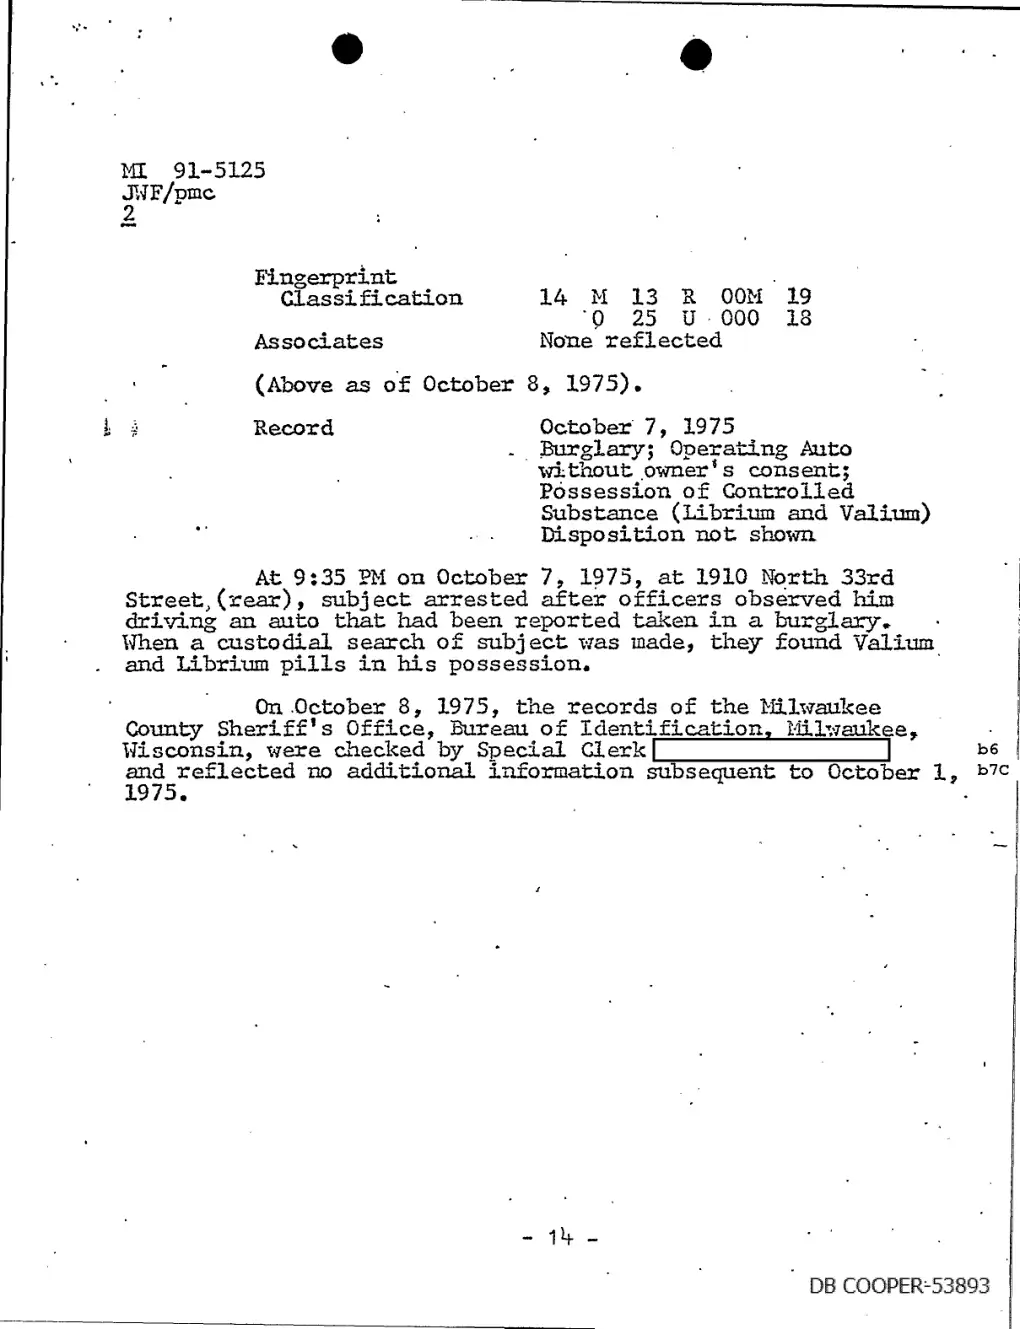 MI 91-5125
JWF/pmc
2
Fingerprint
Classification 14 M 13 R OOM 19
O 25 U 000 18
Associates None reflected
(Above as of October 8, 1975).
Record October 7, 1975
Burglary; Operating Auto
without owner's consent;
Possession of Controlled
Substance (Librium and Valium)
Disposition not shown
At 9:35 PM on October 7, 1975, at 1910 North 33rd
Street, (rear), subject arrested after officers observed him
driving an auto that had been reported taken in a burglary.
When a custodial search of subject was made, they found Valium
and Librium pills in his possession.
On October 8, 1975, the records of the Milwaukee
County Sheriff's Office, Bureau of Identification, Milwaukee,
Wisconsin, were checked by Special Clerk b6
and reflected no additional information subsequent to October 1, b7C
1975.
- 14 -
DB COOPER-53893